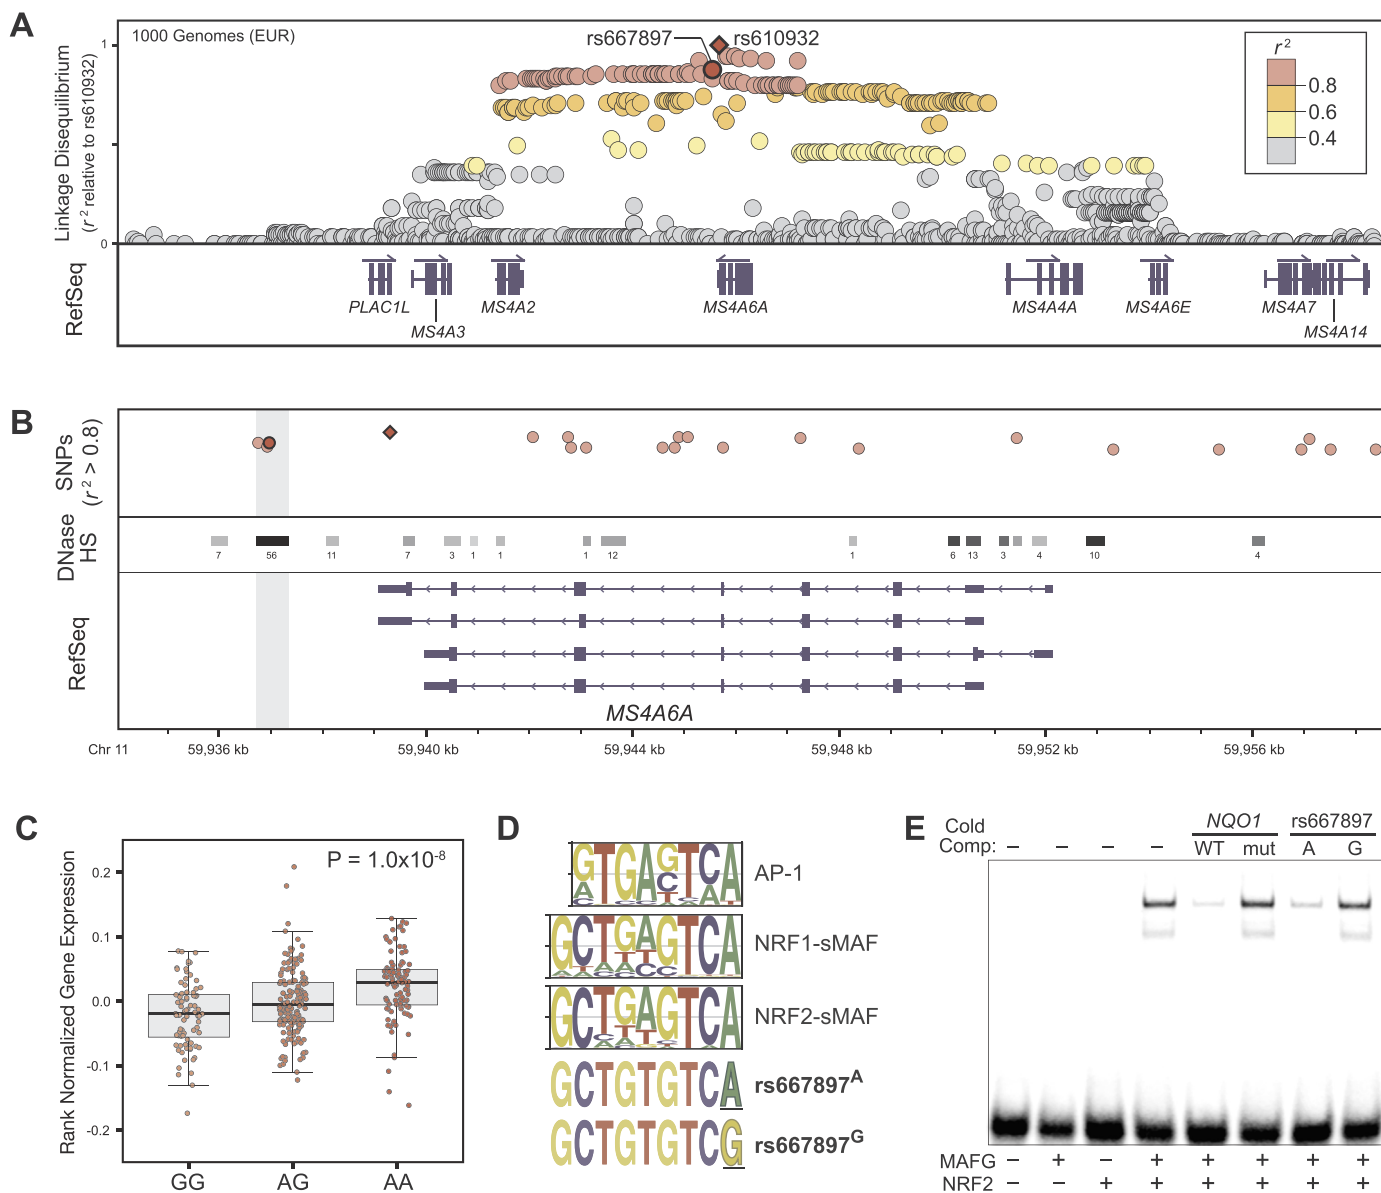 A
1000 Genomes (EUR)
rs667897
rs610932
Linkage Disequilibrium
(r² relative to rs610932)
1
0
r²
0.8
0.6
0.4
RefSeq
PLAC1L
MS4A3
MS4A2
MS4A6A
MS4A4A
MS4A6E
MS4A7
MS4A14
B
SNPs
(r² > 0.8)
DNase
HS
7 56 11 7 3 1 1 1 12 1 6 13 3 4 10 4
RefSeq
MS4A6A
Chr 11 59,936 kb 59,940 kb 59,944 kb 59,948 kb 59,952 kb 59,956 kb
C
P = 1.0x10⁻⁸
Rank Normalized Gene Expression
0.2
0.1
0.0
-0.1
-0.2
GG AG AA
D
AP-1
NRF1-sMAF
NRF2-sMAF
GCTGTGTCA rs667897ᴬ
GCTGTGTCG rs667897ᴳ
E
Cold
Comp:
NQO1 rs667897
– – – – WT mut A G
MAFG – + – + + + + +
NRF2 – – + + + + + +